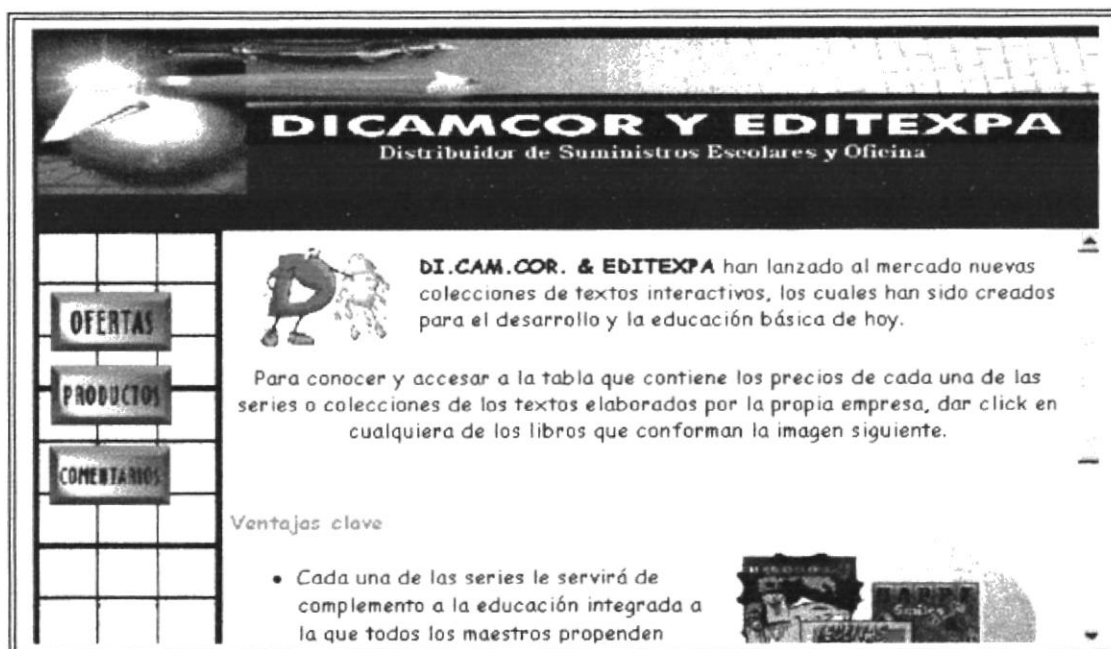 DICAMCOR Y EDITEXPA
Distribuidor de Suministros Escolares y Oficina
OFERTAS
PRODUCTOS
COMENTARIOS
DI.CAM.COR. & EDITEXPA han lanzado al mercado nuevas
colecciones de textos interactivos, los cuales han sido creados
para el desarrollo y la educación básica de hoy.
Para conocer y accesar a la tabla que contiene los precios de cada una de las
series o colecciones de los textos elaborados por la propia empresa, dar click en
cualquiera de los libros que conforman la imagen siguiente.
Ventajas clave
• Cada una de las series le servirá de
complemento a la educación integrada a
la que todos los maestros propenden
Smiles